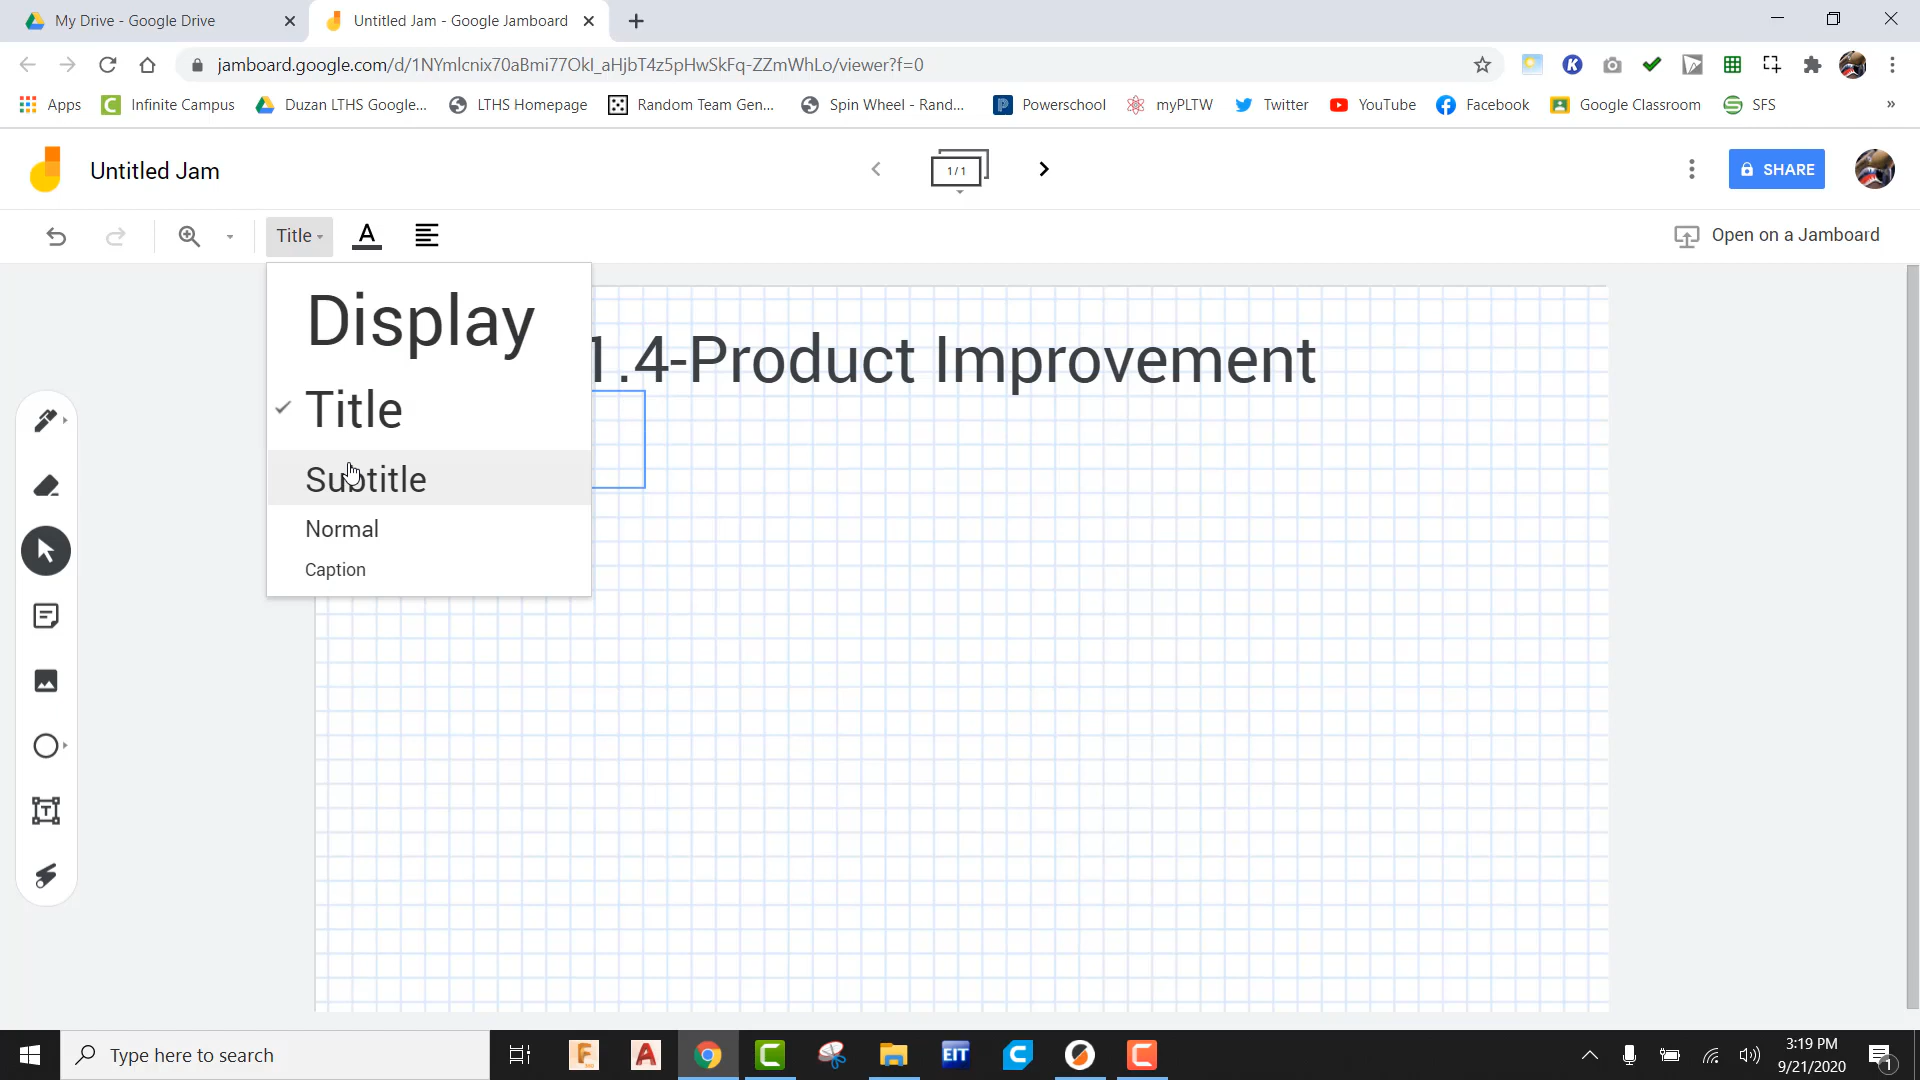 My Drive - Google Drive
Untitled Jam - Google Jamboard
jamboard.google.com/d/1NYmlcnix70aBmi77OkI_aHjbT4z5pHwSkFq-ZZmWhLo/viewer?f=0
Apps Infinite Campus Duzan LTHS Google... LTHS Homepage Random Team Gen... Spin Wheel - Rand... Powerschool myPLTW Twitter YouTube Facebook Google Classroom SFS »
Untitled Jam
1/1
SHARE
Title
A
Open on a Jamboard
Display
Title
Subtitle
Normal
Caption
1.4-Product Improvement
Type here to search
EIT
3:19 PM
9/21/2020
1